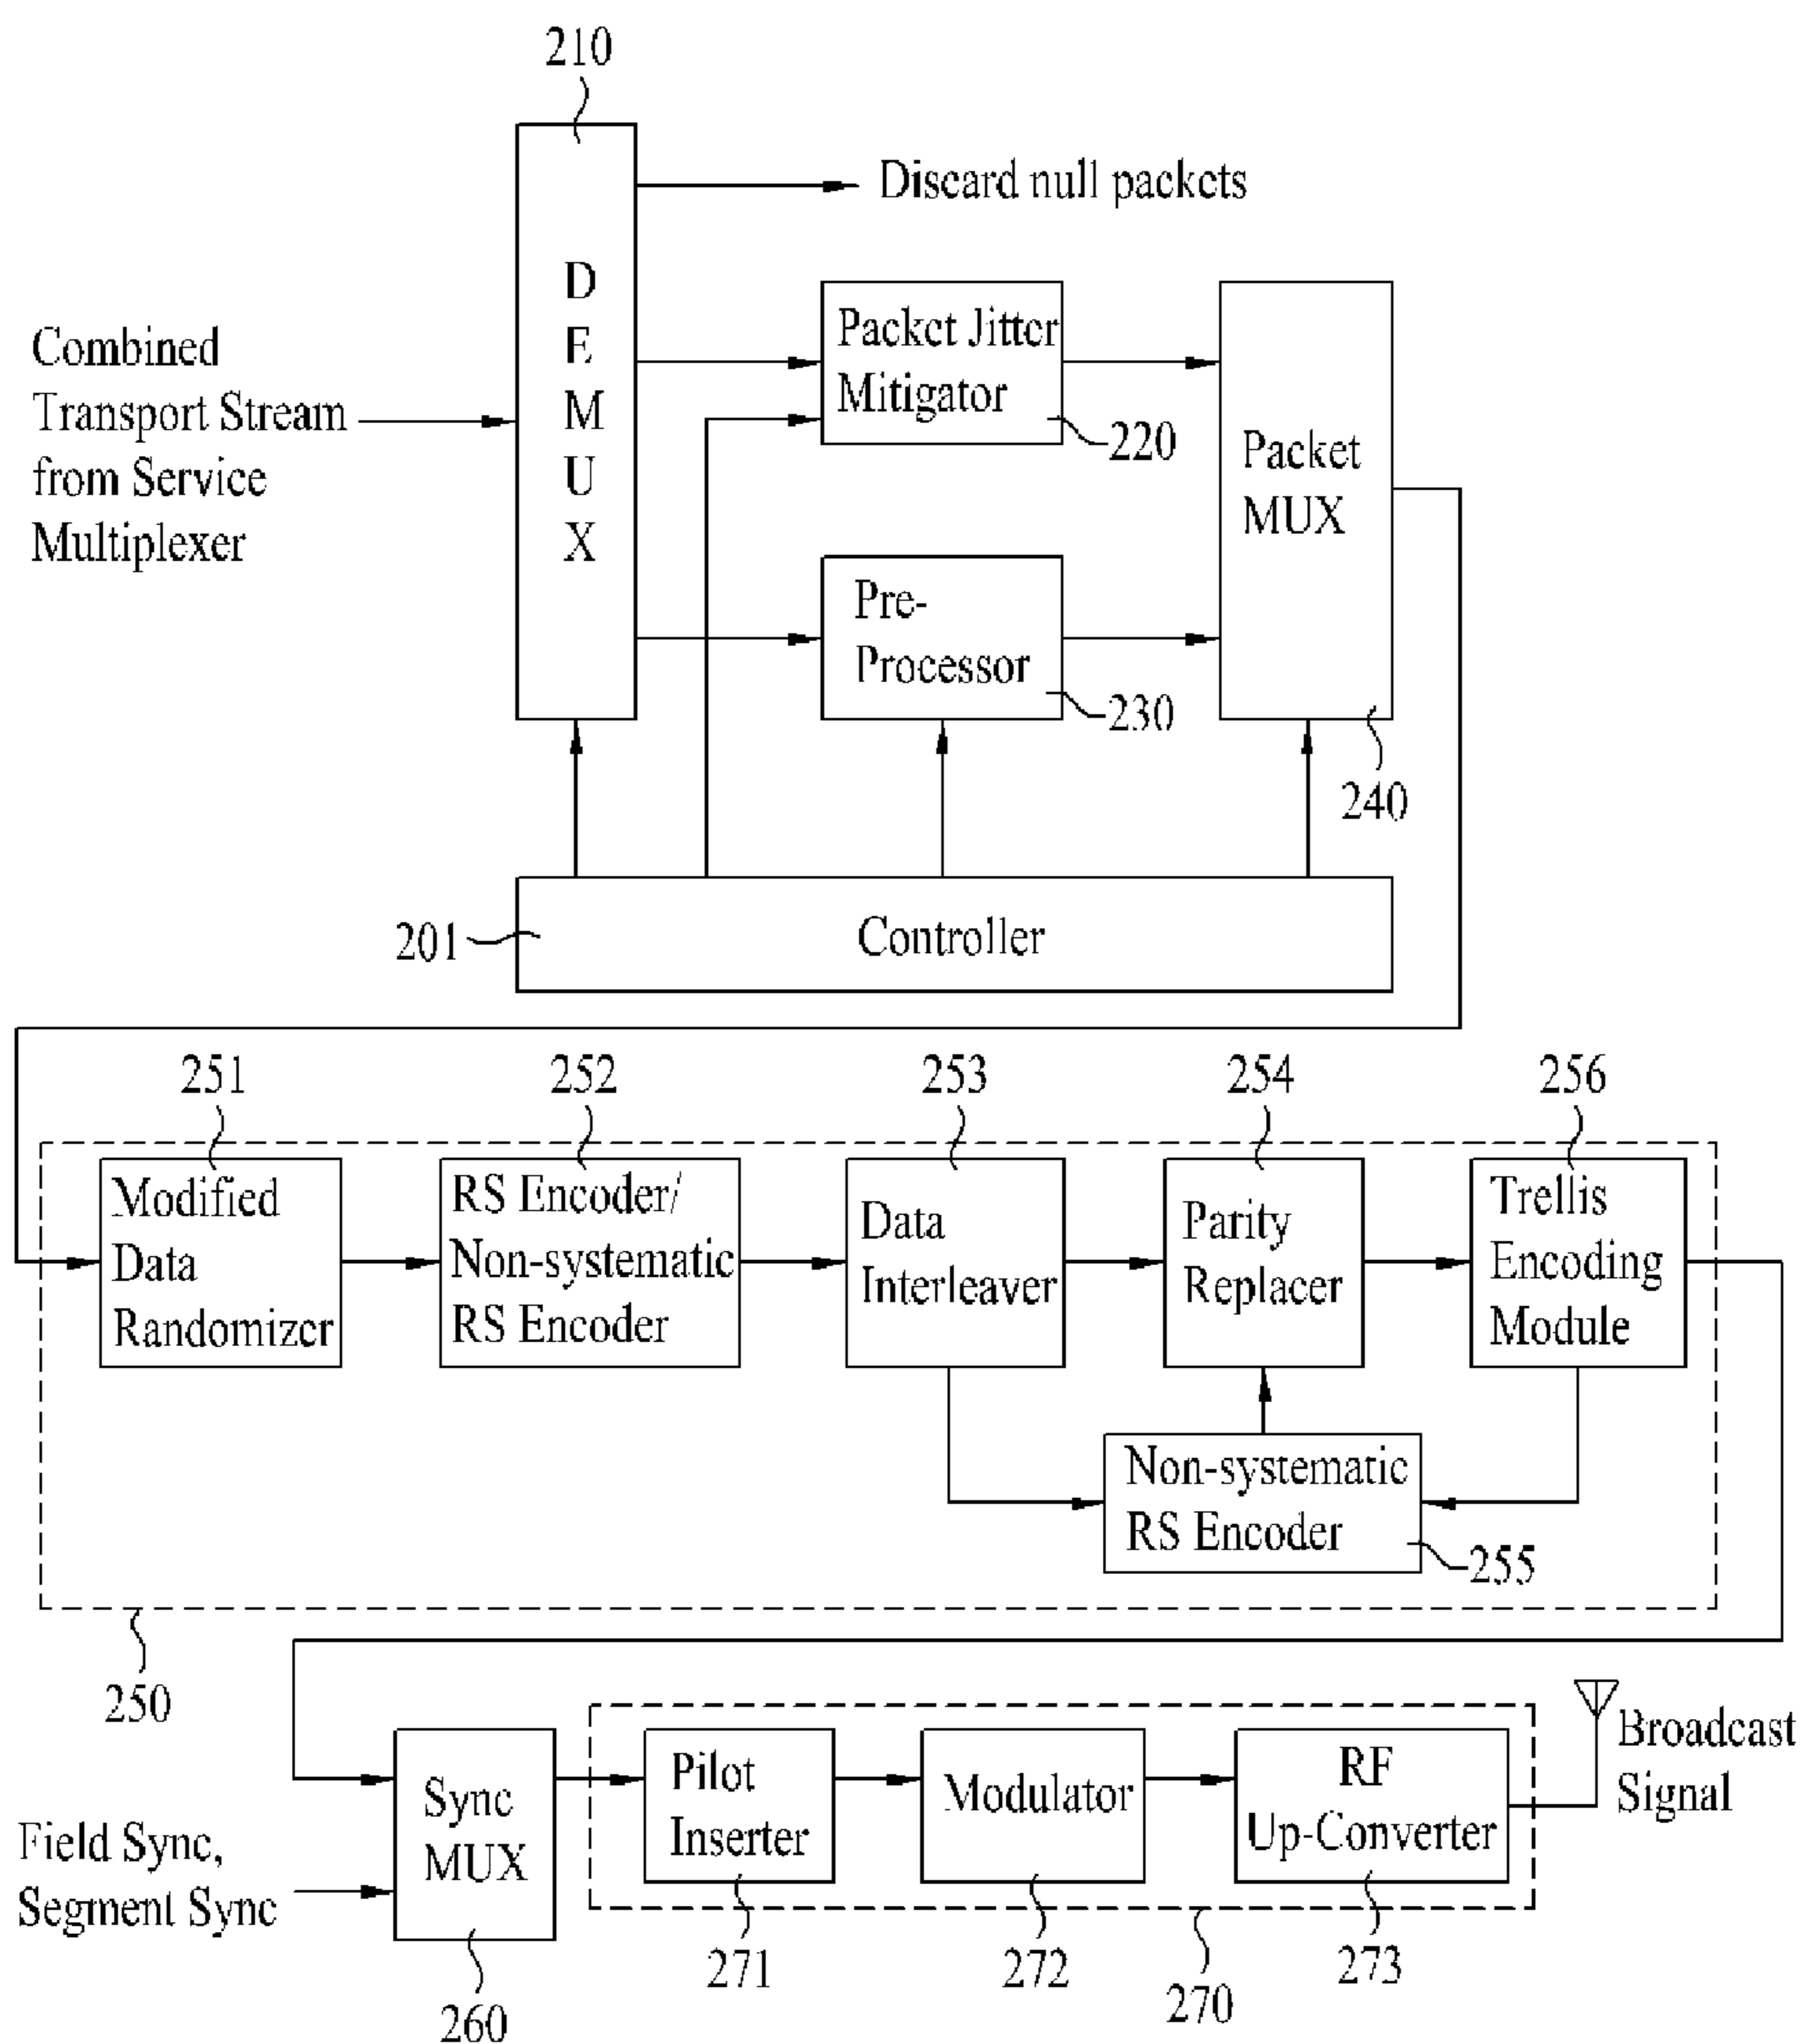 210
Discard null packets
D
E
M
U
X
Combined
Transport Stream
from Service
Multiplexer
Packet Jitter
Mitigator
220
Packet
MUX
Pre-
Processor
230
240
201
Controller
251
252
253
254
256
Modified
Data
Randomizer
RS Encoder/
Non-systematic
RS Encoder
Data
Interleaver
Parity
Replacer
Trellis
Encoding
Module
Non-systematic
RS Encoder
255
250
Sync
MUX
Pilot
Inserter
Modulator
RF
Up-Converter
Broadcast
Signal
Field Sync,
Segment Sync
271
272
273
270
260